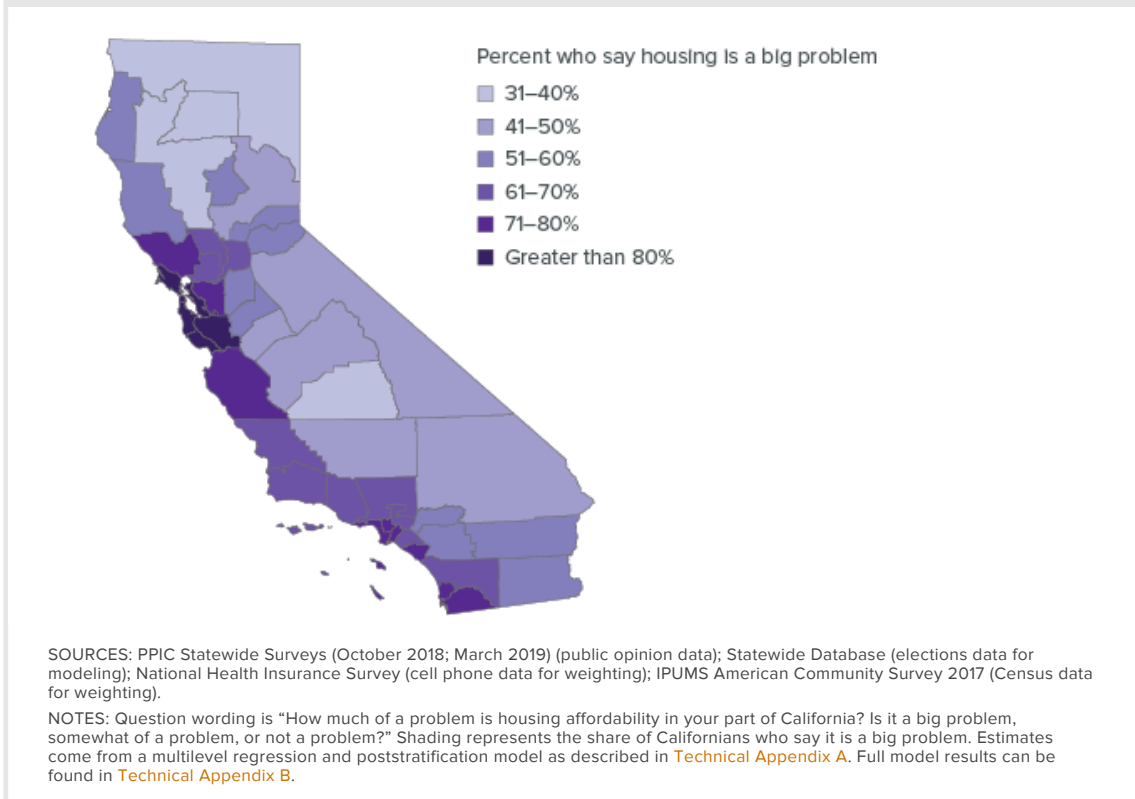 Percent who say housing is a big problem
31–40%
41–50%
51–60%
61–70%
71–80%
Greater than 80%
SOURCES: PPIC Statewide Surveys (October 2018; March 2019) (public opinion data); Statewide Database (elections data for
modeling); National Health Insurance Survey (cell phone data for weighting); IPUMS American Community Survey 2017 (Census data
for weighting).
NOTES: Question wording is “How much of a problem is housing affordability in your part of California? Is it a big problem,
somewhat of a problem, or not a problem?” Shading represents the share of Californians who say it is a big problem. Estimates
come from a multilevel regression and poststratification model as described in Technical Appendix A. Full model results can be
found in Technical Appendix B.